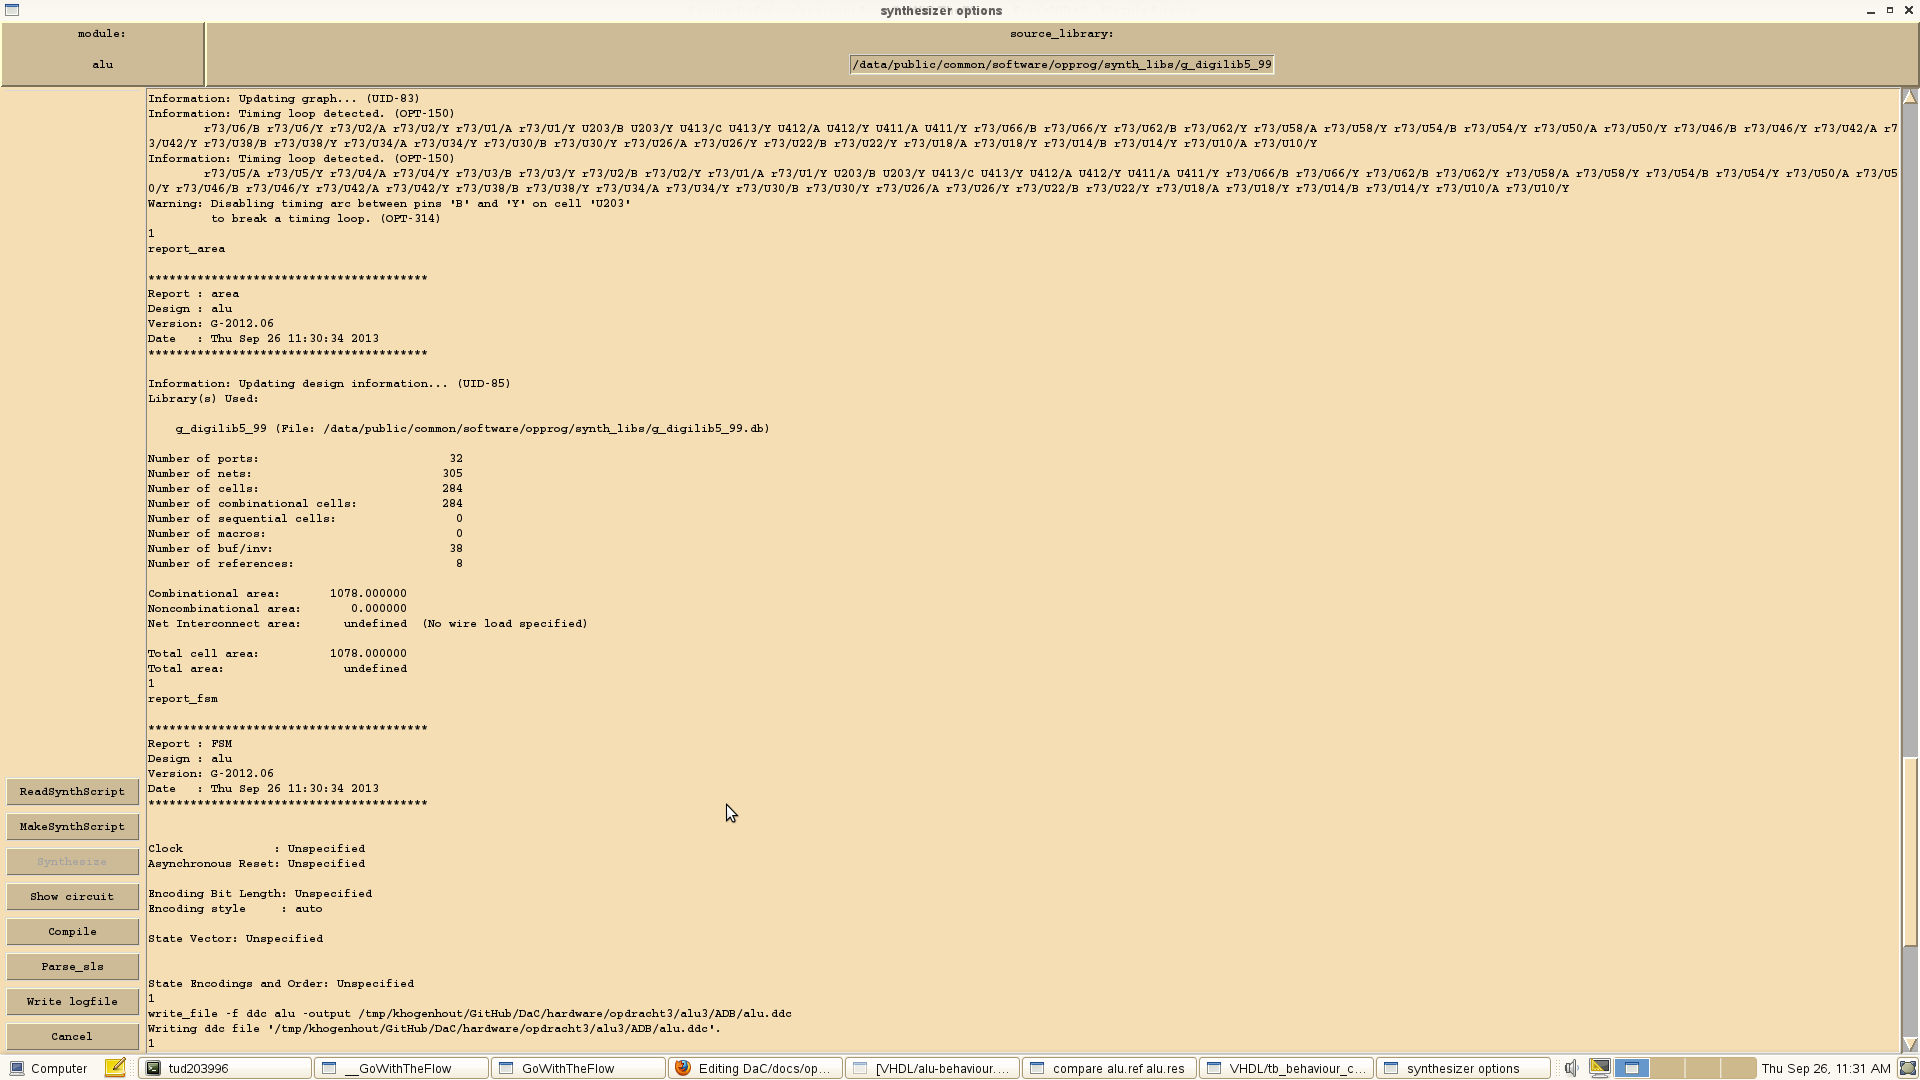 synthesizer options
module:
alu
source_library:
/data/public/common/software/opprog/synth_libs/g_digilib5_99
Information: Updating graph... (UID-83)
Information: Timing loop detected. (OPT-150)
r73/U6/B r73/U6/Y r73/U2/A r73/U2/Y r73/U1/A r73/U1/Y U203/B U203/Y U413/C U413/Y U412/A U412/Y U411/A U411/Y r73/U66/B r73/U66/Y r73/U62/B r73/U62/Y r73/U58/A r73/U58/Y r73/U54/B r73/U54/Y r73/U50/A r73/U50/Y r73/U46/B r73/U46/Y r73/U42/A r7
3/U42/Y r73/U38/B r73/U38/Y r73/U34/A r73/U34/Y r73/U30/B r73/U30/Y r73/U26/A r73/U26/Y r73/U22/B r73/U22/Y r73/U18/A r73/U18/Y r73/U14/B r73/U14/Y r73/U10/A r73/U10/Y
Information: Timing loop detected. (OPT-150)
r73/U5/A r73/U5/Y r73/U4/A r73/U4/Y r73/U3/B r73/U3/Y r73/U2/B r73/U2/Y r73/U1/A r73/U1/Y U203/B U203/Y U413/C U413/Y U412/A U412/Y U411/A U411/Y r73/U66/B r73/U66/Y r73/U62/B r73/U62/Y r73/U58/A r73/U58/Y r73/U54/B r73/U54/Y r73/U50/A r73/U5
0/Y r73/U46/B r73/U46/Y r73/U42/A r73/U42/Y r73/U38/B r73/U38/Y r73/U34/A r73/U34/Y r73/U30/B r73/U30/Y r73/U26/A r73/U26/Y r73/U22/B r73/U22/Y r73/U18/A r73/U18/Y r73/U14/B r73/U14/Y r73/U10/A r73/U10/Y
Warning: Disabling timing arc between pins 'B' and 'Y' on cell 'U203'
to break a timing loop. (OPT-314)
1
report_area
****************************************
Report : area
Design : alu
Version: G-2012.06
Date   : Thu Sep 26 11:30:34 2013
****************************************
Information: Updating design information... (UID-85)
Library(s) Used:
g_digilib5_99 (File: /data/public/common/software/opprog/synth_libs/g_digilib5_99.db)
Number of ports: 32
Number of nets: 305
Number of cells: 284
Number of combinational cells: 284
Number of sequential cells: 0
Number of macros: 0
Number of buf/inv: 38
Number of references: 8
Combinational area: 1078.000000
Noncombinational area: 0.000000
Net Interconnect area: undefined (No wire load specified)
Total cell area: 1078.000000
Total area: undefined
1
report_fsm
****************************************
Report : FSM
Design : alu
Version: G-2012.06
Date   : Thu Sep 26 11:30:34 2013
****************************************
Clock : Unspecified
Asynchronous Reset: Unspecified
Encoding Bit Length: Unspecified
Encoding style : auto
State Vector: Unspecified
State Encodings and Order: Unspecified
1
write_file -f ddc alu -output /tmp/khogenhout/GitHub/DaC/hardware/opdracht3/alu3/ADB/alu.ddc
Writing ddc file '/tmp/khogenhout/GitHub/DaC/hardware/opdracht3/alu3/ADB/alu.ddc'.
1
ReadSynthScript
MakeSynthScript
Synthesize
Show circuit
Compile
Parse_sls
Write logfile
Cancel
Computer
tud203996
__GoWithTheFlow
GoWithTheFlow
Editing DaC/docs/op...
[VHDL/alu-behaviour....
compare alu.ref alu.res
VHDL/tb_behaviour_c...
synthesizer options
Thu Sep 26, 11:31 AM